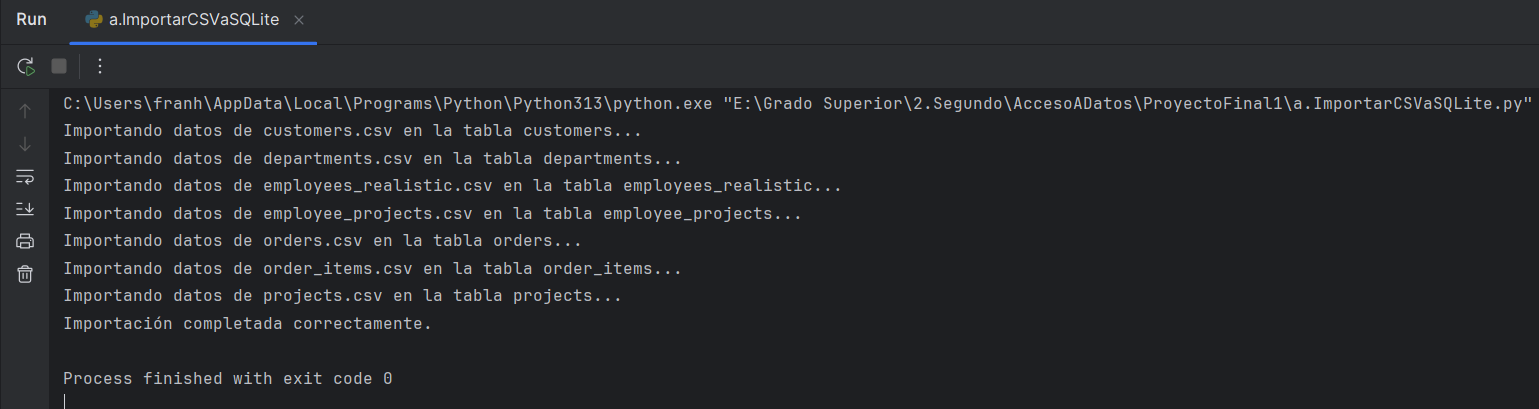 Run
a.ImportarCSVaSQLite
C:\Users\franh\AppData\Local\Programs\Python\Python313\python.exe "E:\Grado Superior\2.Segundo\AccesoADatos\ProyectoFinal1\a.ImportarCSVaSQLite.py"
Importando datos de customers.csv en la tabla customers...
Importando datos de departments.csv en la tabla departments...
Importando datos de employees_realistic.csv en la tabla employees_realistic...
Importando datos de employee_projects.csv en la tabla employee_projects...
Importando datos de orders.csv en la tabla orders...
Importando datos de order_items.csv en la tabla order_items...
Importando datos de projects.csv en la tabla projects...
Importación completada correctamente.
Process finished with exit code 0